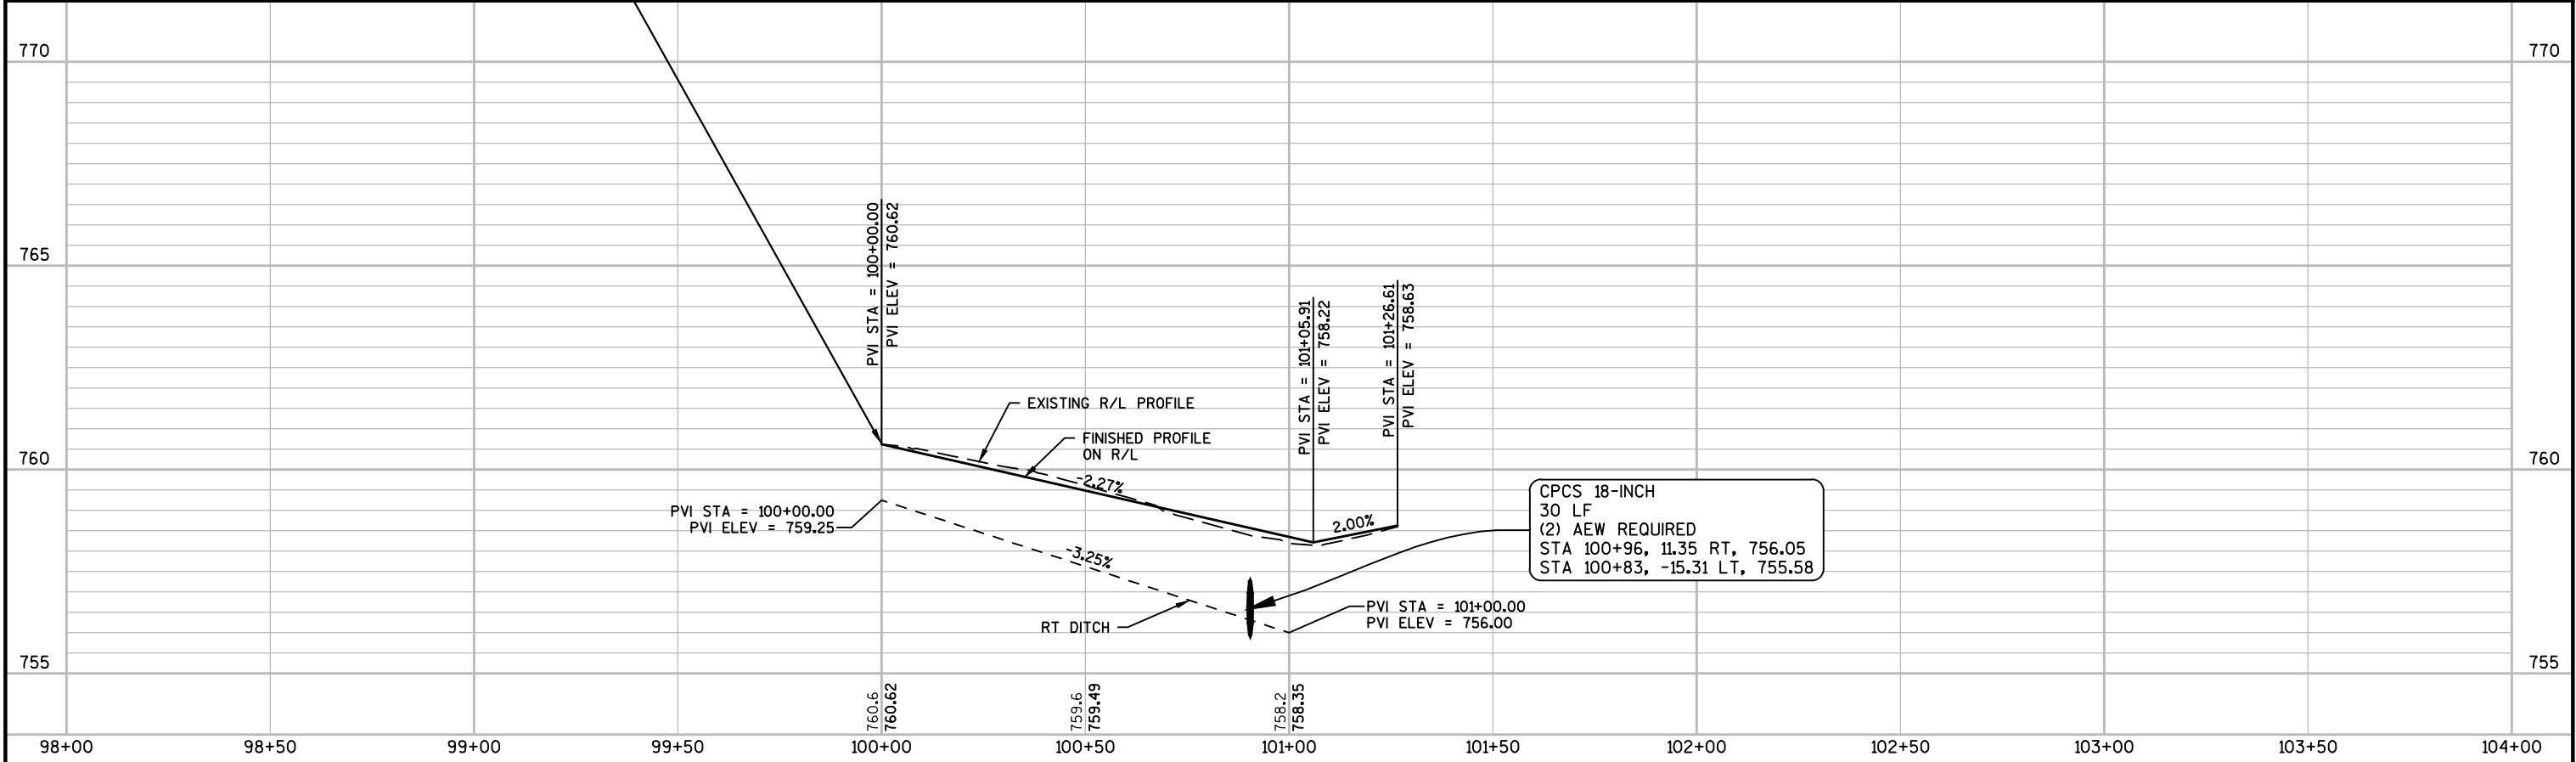 770
770
765
765
760
760
755
755
PVI STA = 100+00.00
PVI ELEV = 760.62
PVI STA = 101+05.91
PVI ELEV = 758.22
PVI STA = 101+26.61
PVI ELEV = 758.63
EXISTING R/L PROFILE
FINISHED PROFILE
ON R/L
-2.27%
2.00%
PVI STA = 100+00.00
PVI ELEV = 759.25
-3.25%
RT DITCH
CPCS 18-INCH
30 LF
(2) AEW REQUIRED
STA 100+96, 11.35 RT, 756.05
STA 100+83, -15.31 LT, 755.58
PVI STA = 101+00.00
PVI ELEV = 756.00
760.6
760.62
759.6
759.49
758.2
758.35
98+00
98+50
99+00
99+50
100+00
100+50
101+00
101+50
102+00
102+50
103+00
103+50
104+00